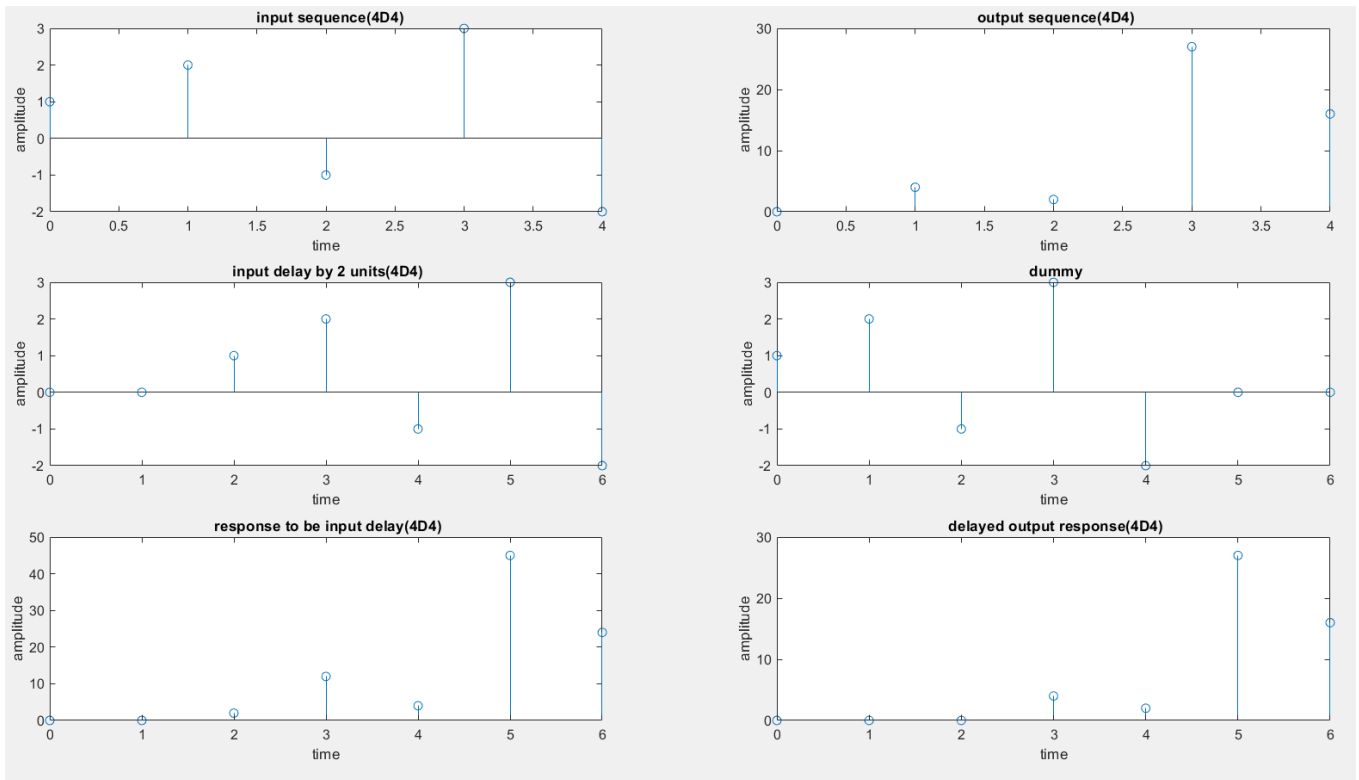 input sequence(4D4)
3
2
1
0
-1
-2
amplitude
0 0.5 1 1.5 2 2.5 3 3.5 4
time
output sequence(4D4)
30
20
10
0
amplitude
0 0.5 1 1.5 2 2.5 3 3.5 4
time
input delay by 2 units(4D4)
3
2
1
0
-1
-2
amplitude
0 1 2 3 4 5 6
time
dummy
3
2
1
0
-1
-2
amplitude
0 1 2 3 4 5 6
time
response to be input delay(4D4)
50
40
30
20
10
0
amplitude
0 1 2 3 4 5 6
time
delayed output response(4D4)
30
20
10
0
amplitude
0 1 2 3 4 5 6
time